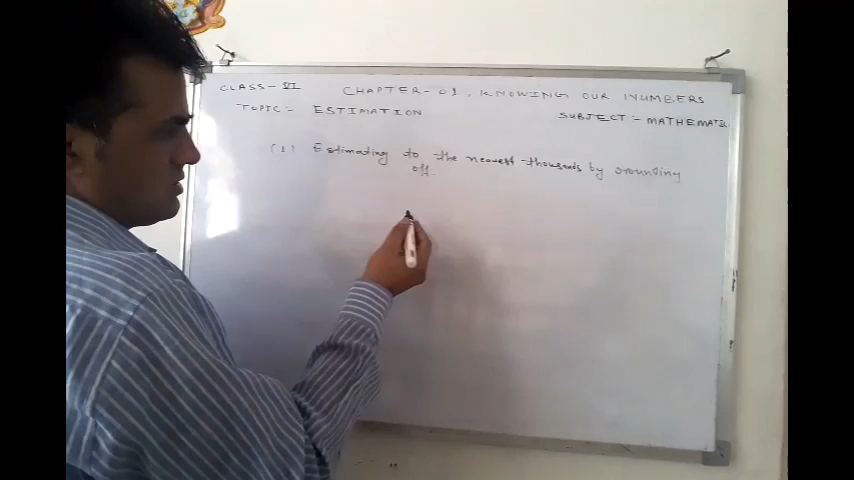 CLASS - VI CHAPTER - 01, KNOWING OUR NUMBERS
TOPIC :- ESTIMATION SUBJECT :- MATHEMATICS
(1) Estimating to the nearest thousands by rounding
off.